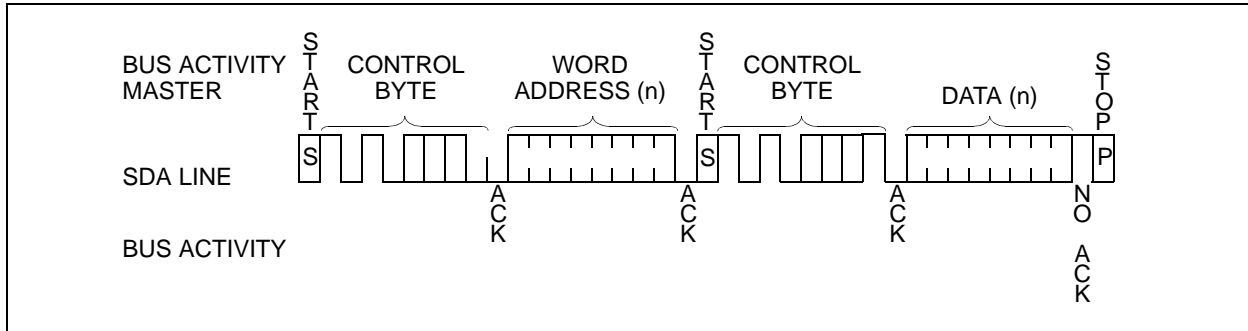 BUS ACTIVITY
MASTER
START
CONTROL
BYTE
WORD
ADDRESS (n)
START
CONTROL
BYTE
DATA (n)
STOP
S
S
P
SDA LINE
ACK
ACK
ACK
NO ACK
BUS ACTIVITY